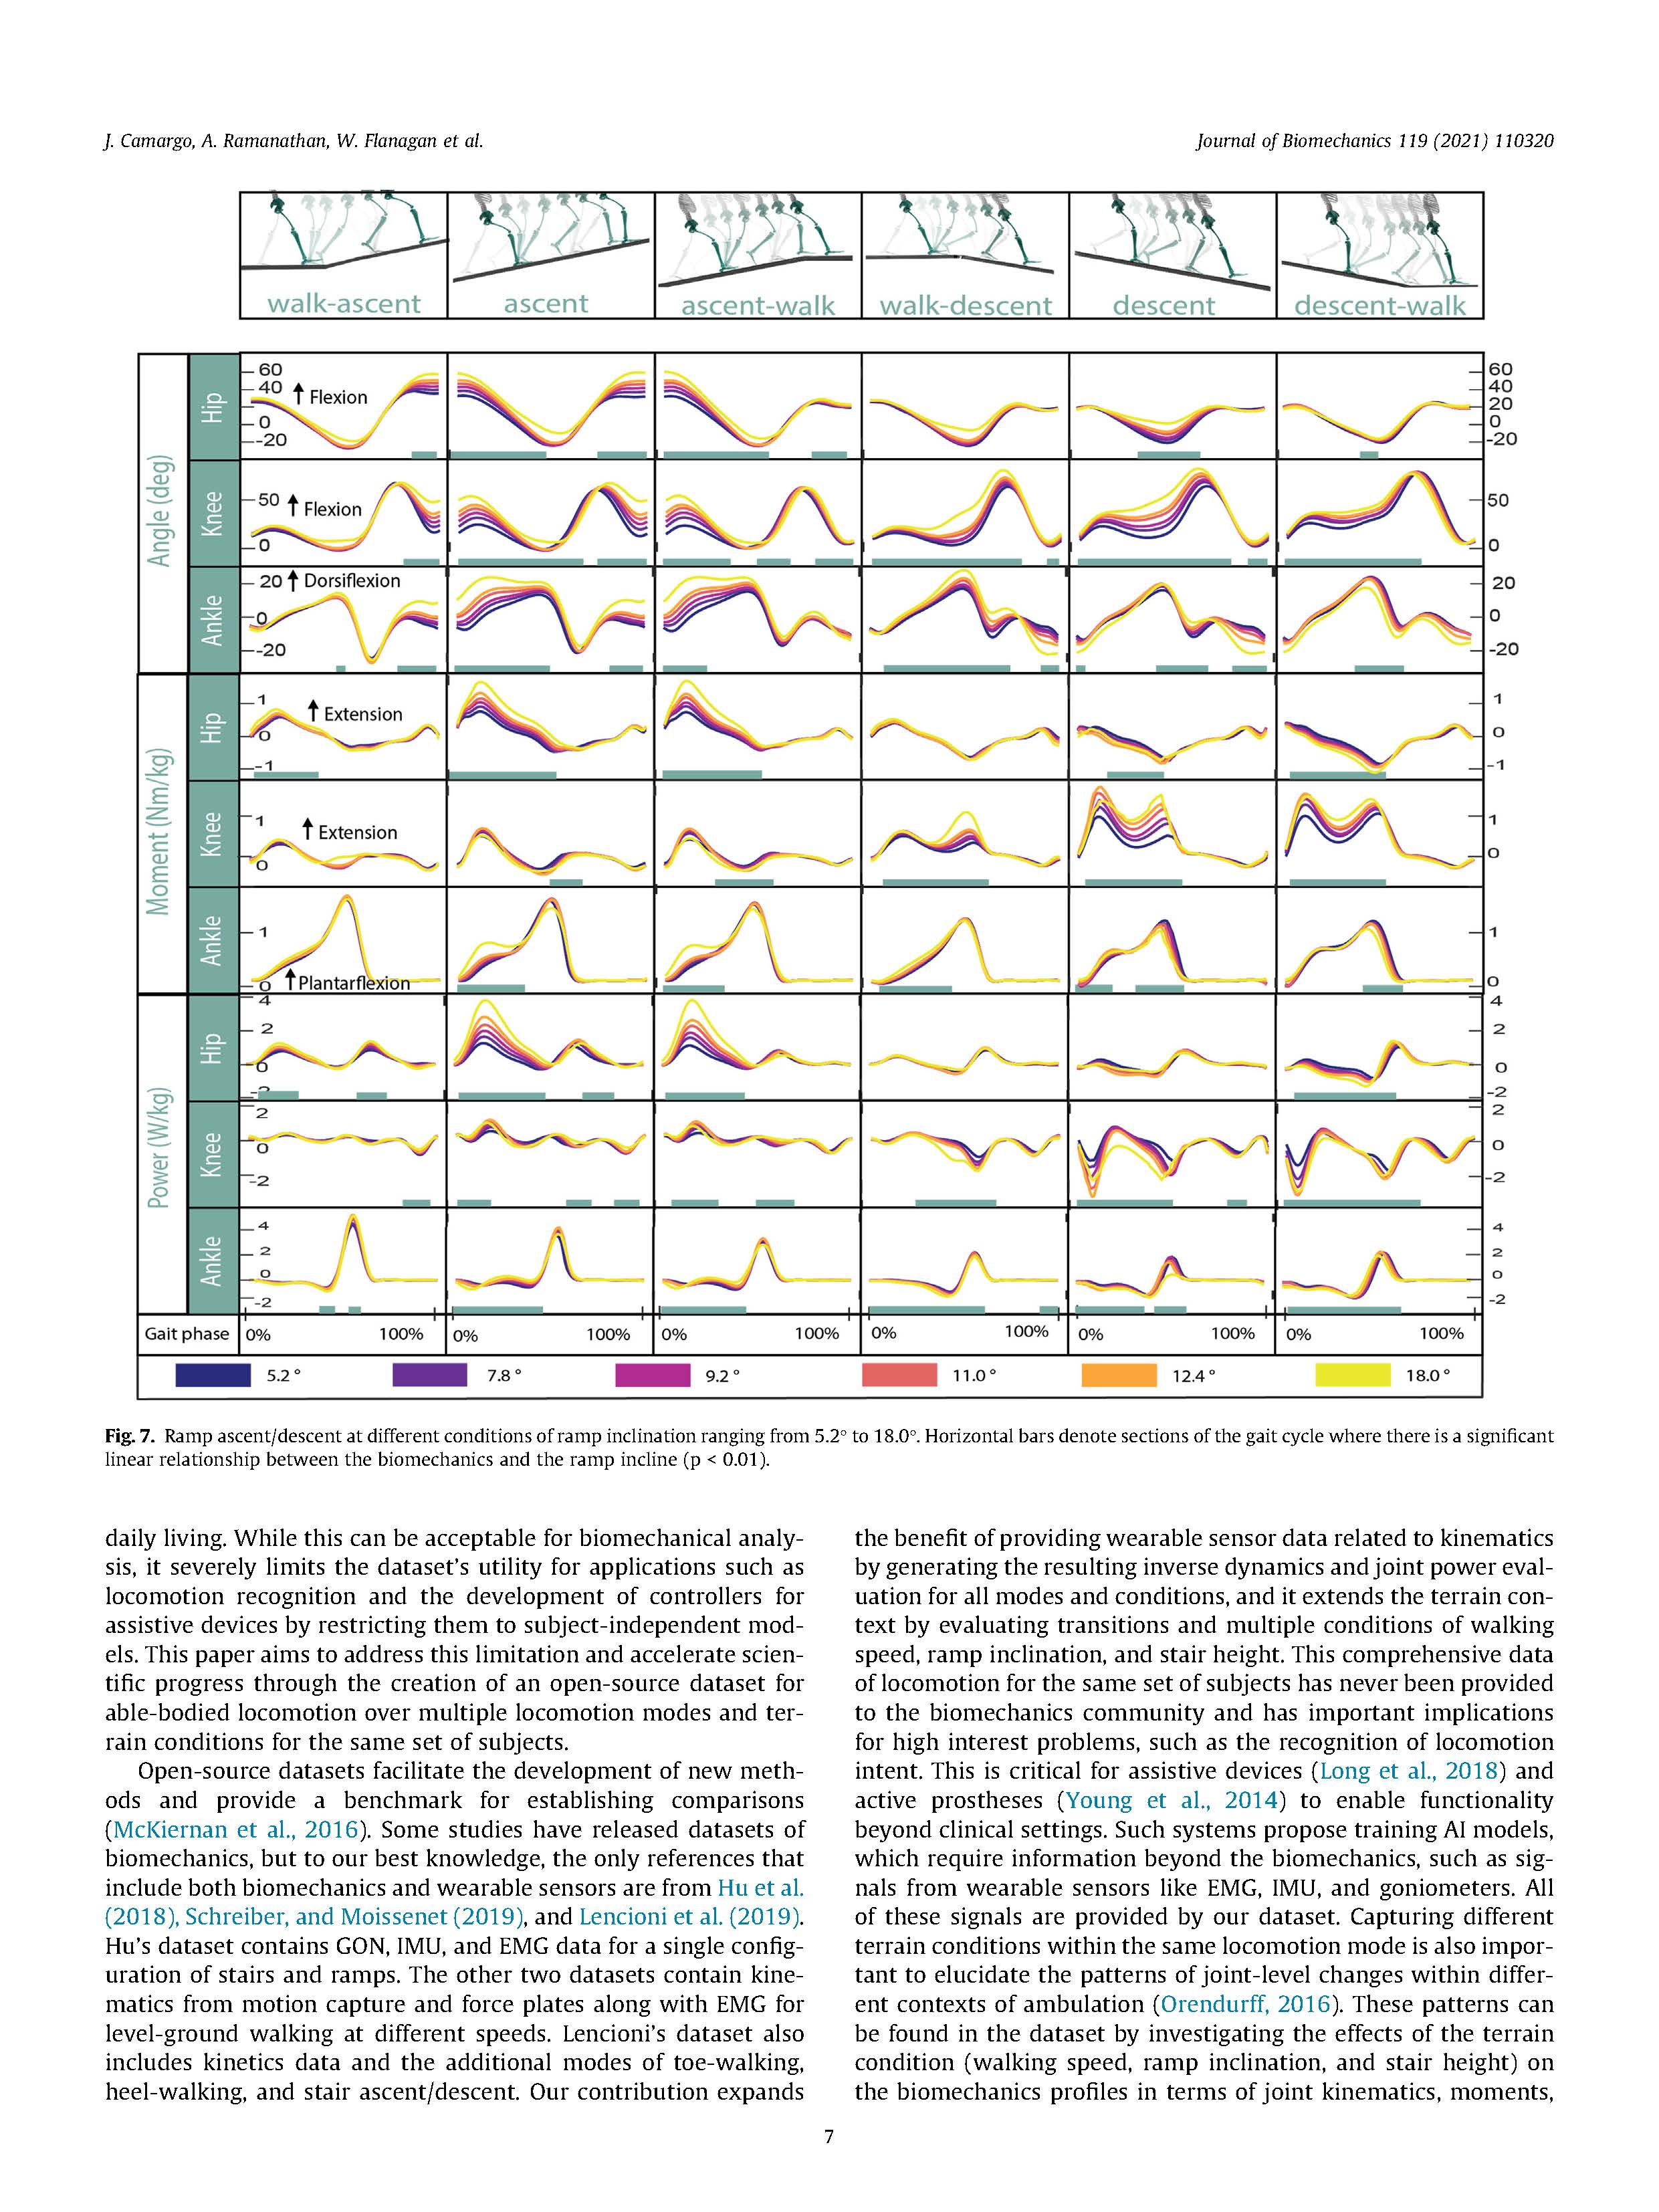 J. Camargo, A. Ramanathan, W. Flanagan et al.
Journal of Biomechanics 119 (2021) 110320
walk-ascent
ascent
ascent-walk
walk-descent
descent
descent-walk
Angle (deg)
Hip
60
40
0
-20
Flexion
60
40
20
0
-20
Knee
50
0
Flexion
50
0
Ankle
20
0
-20
Dorsiflexion
20
0
-20
Moment (Nm/kg)
Hip
1
0
-1
Extension
1
0
-1
Knee
1
0
Extension
1
0
Ankle
1
0
Plantarflexion
1
0
Power (W/kg)
Hip
4
2
0
-2
4
2
0
-2
Knee
2
0
-2
2
0
-2
Ankle
4
2
0
-2
4
2
0
-2
Gait phase 0% 100% 0% 100% 0% 100% 0% 100% 0% 100% 0% 100%
5.2° 7.8° 9.2° 11.0° 12.4° 18.0°
Fig. 7. Ramp ascent/descent at different conditions of ramp inclination ranging from 5.2° to 18.0°. Horizontal bars denote sections of the gait cycle where there is a significant
linear relationship between the biomechanics and the ramp incline (p < 0.01).
daily living. While this can be acceptable for biomechanical analy-
sis, it severely limits the dataset's utility for applications such as
locomotion recognition and the development of controllers for
assistive devices by restricting them to subject-independent mod-
els. This paper aims to address this limitation and accelerate scien-
tific progress through the creation of an open-source dataset for
able-bodied locomotion over multiple locomotion modes and ter-
rain conditions for the same set of subjects.
Open-source datasets facilitate the development of new meth-
ods and provide a benchmark for establishing comparisons
(McKiernan et al., 2016). Some studies have released datasets of
biomechanics, but to our best knowledge, the only references that
include both biomechanics and wearable sensors are from Hu et al.
(2018), Schreiber, and Moissenet (2019), and Lencioni et al. (2019).
Hu's dataset contains GON, IMU, and EMG data for a single config-
uration of stairs and ramps. The other two datasets contain kine-
matics from motion capture and force plates along with EMG for
level-ground walking at different speeds. Lencioni's dataset also
includes kinetics data and the additional modes of toe-walking,
heel-walking, and stair ascent/descent. Our contribution expands
the benefit of providing wearable sensor data related to kinematics
by generating the resulting inverse dynamics and joint power eval-
uation for all modes and conditions, and it extends the terrain con-
text by evaluating transitions and multiple conditions of walking
speed, ramp inclination, and stair height. This comprehensive data
of locomotion for the same set of subjects has never been provided
to the biomechanics community and has important implications
for high interest problems, such as the recognition of locomotion
intent. This is critical for assistive devices (Long et al., 2018) and
active prostheses (Young et al., 2014) to enable functionality
beyond clinical settings. Such systems propose training AI models,
which require information beyond the biomechanics, such as sig-
nals from wearable sensors like EMG, IMU, and goniometers. All
of these signals are provided by our dataset. Capturing different
terrain conditions within the same locomotion mode is also impor-
tant to elucidate the patterns of joint-level changes within differ-
ent contexts of ambulation (Orendurff, 2016). These patterns can
be found in the dataset by investigating the effects of the terrain
condition (walking speed, ramp inclination, and stair height) on
the biomechanics profiles in terms of joint kinematics, moments,
7